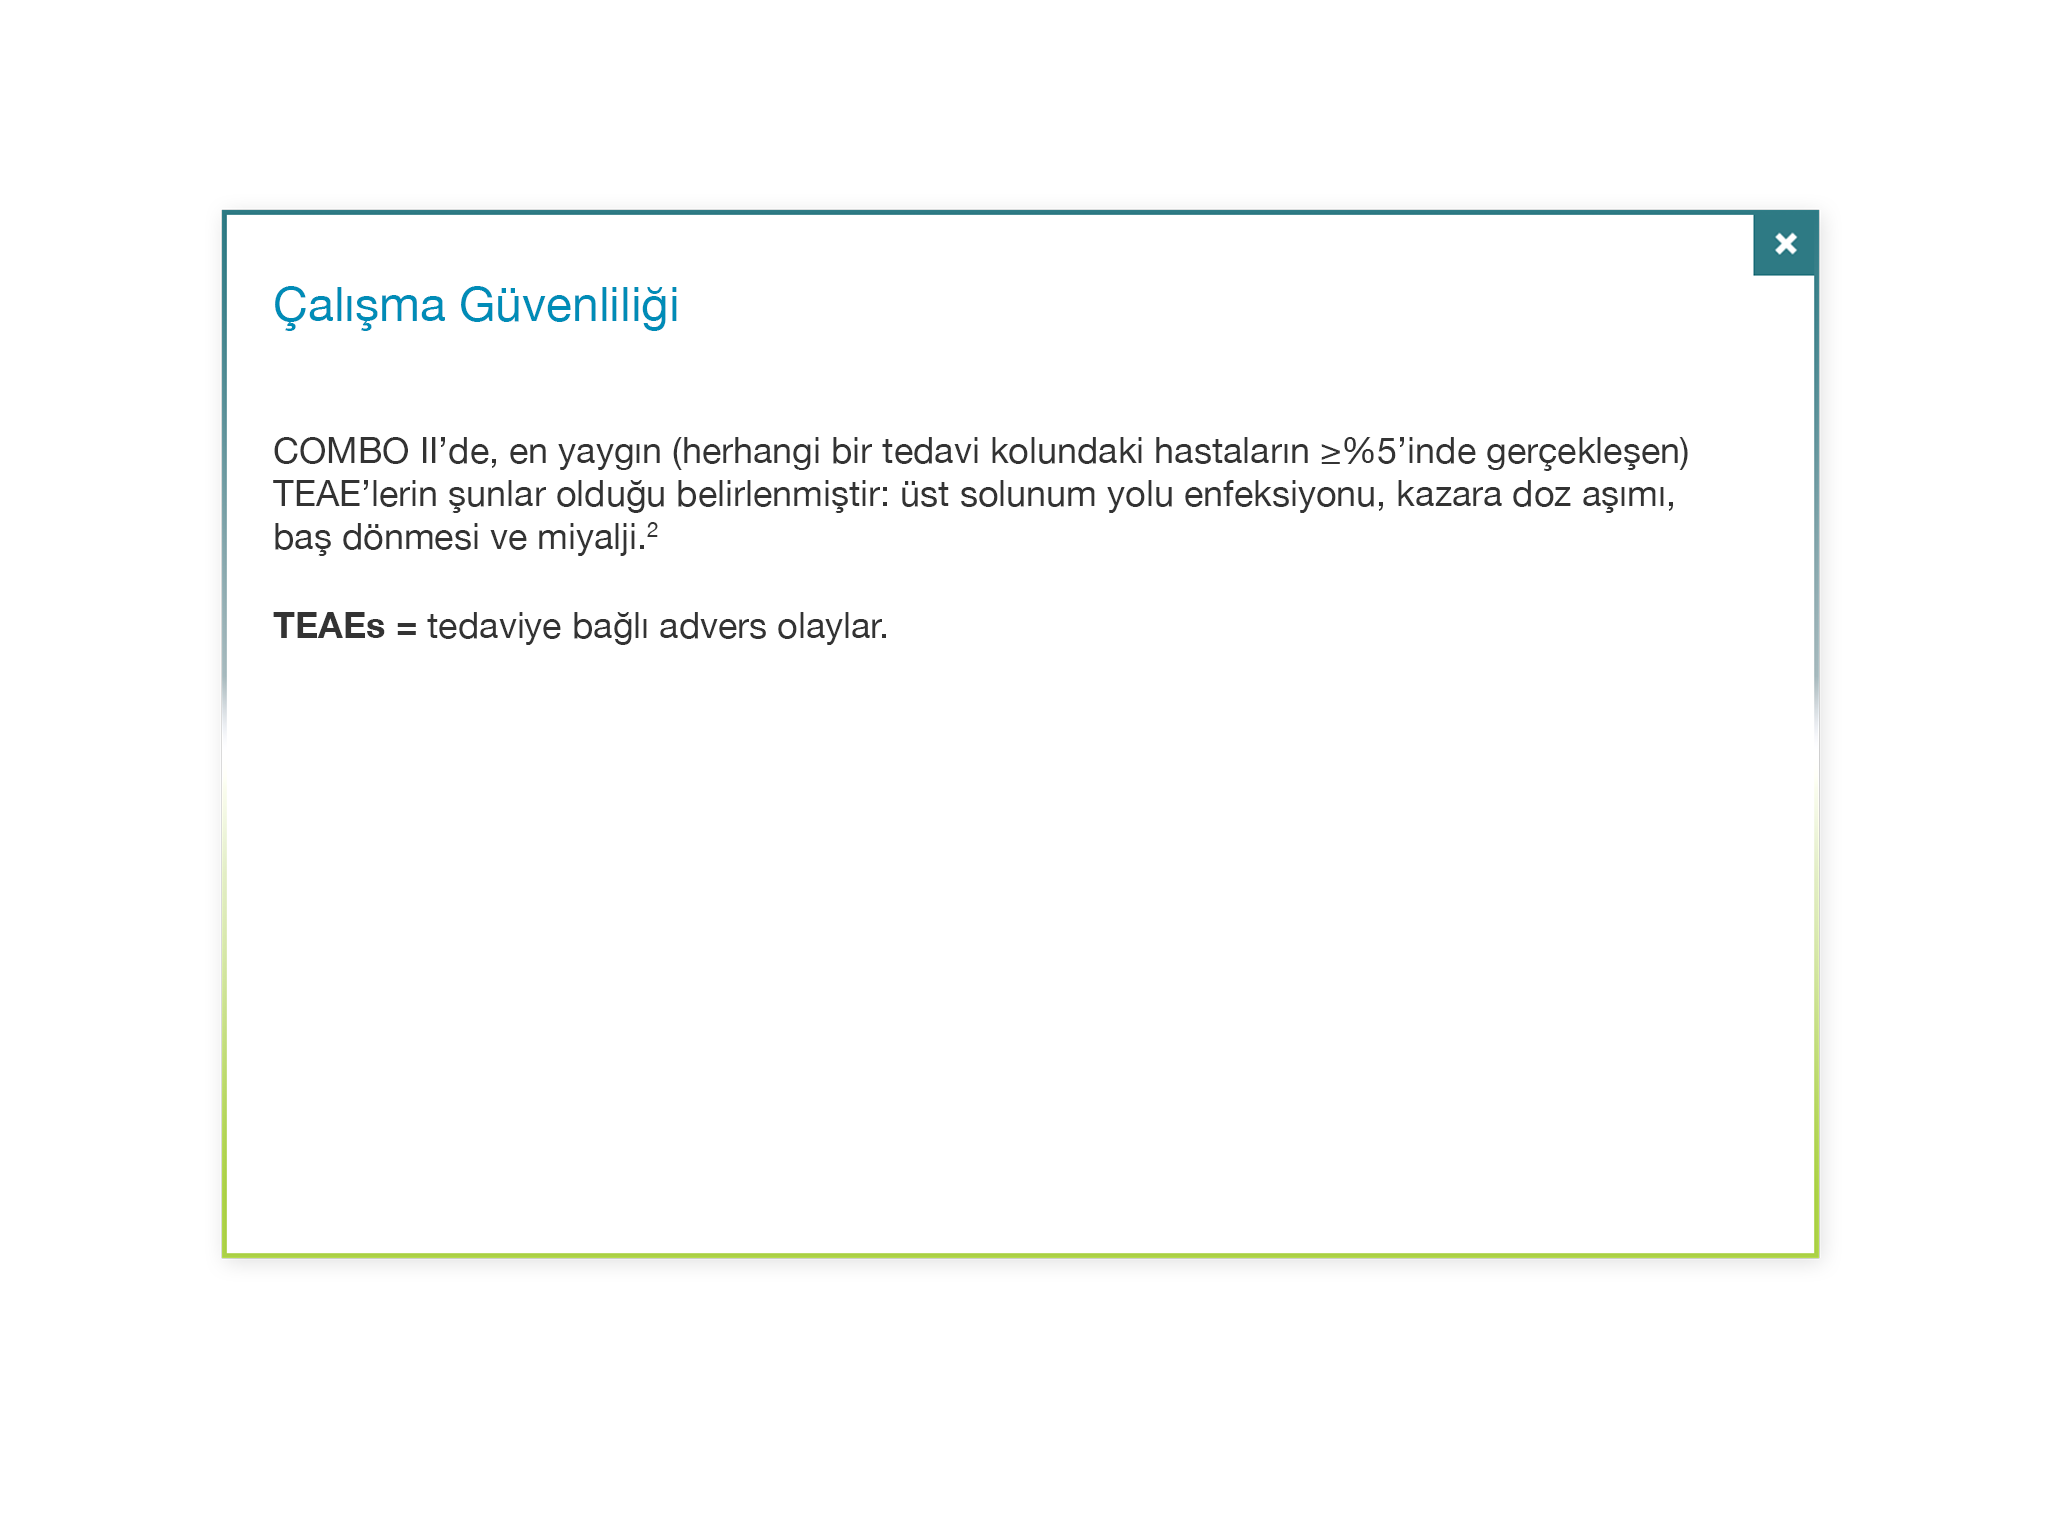 Çalışma Güvenliliği
COMBO II’de, en yaygın (herhangi bir tedavi kolundaki hastaların ≥%5’inde gerçekleşen)
TEAE’lerin şunlar olduğu belirlenmiştir: üst solunum yolu enfeksiyonu, kazara doz aşımı,
baş dönmesi ve miyalji.²
TEAEs = tedaviye bağlı advers olaylar.